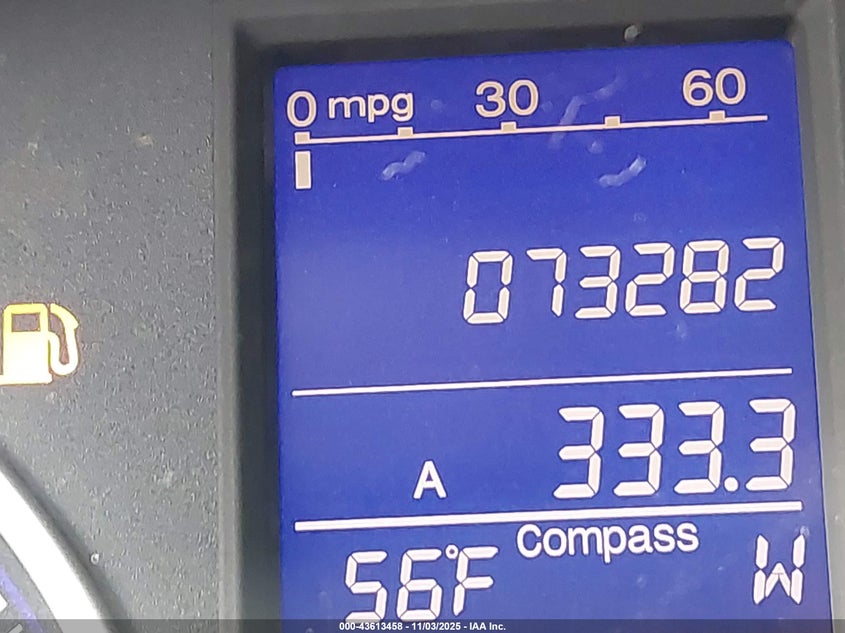 0 mpg 30 60
073282
A 333.3
Compass
56°F W
000-43613458 - 11/03/2025 - IAA Inc.